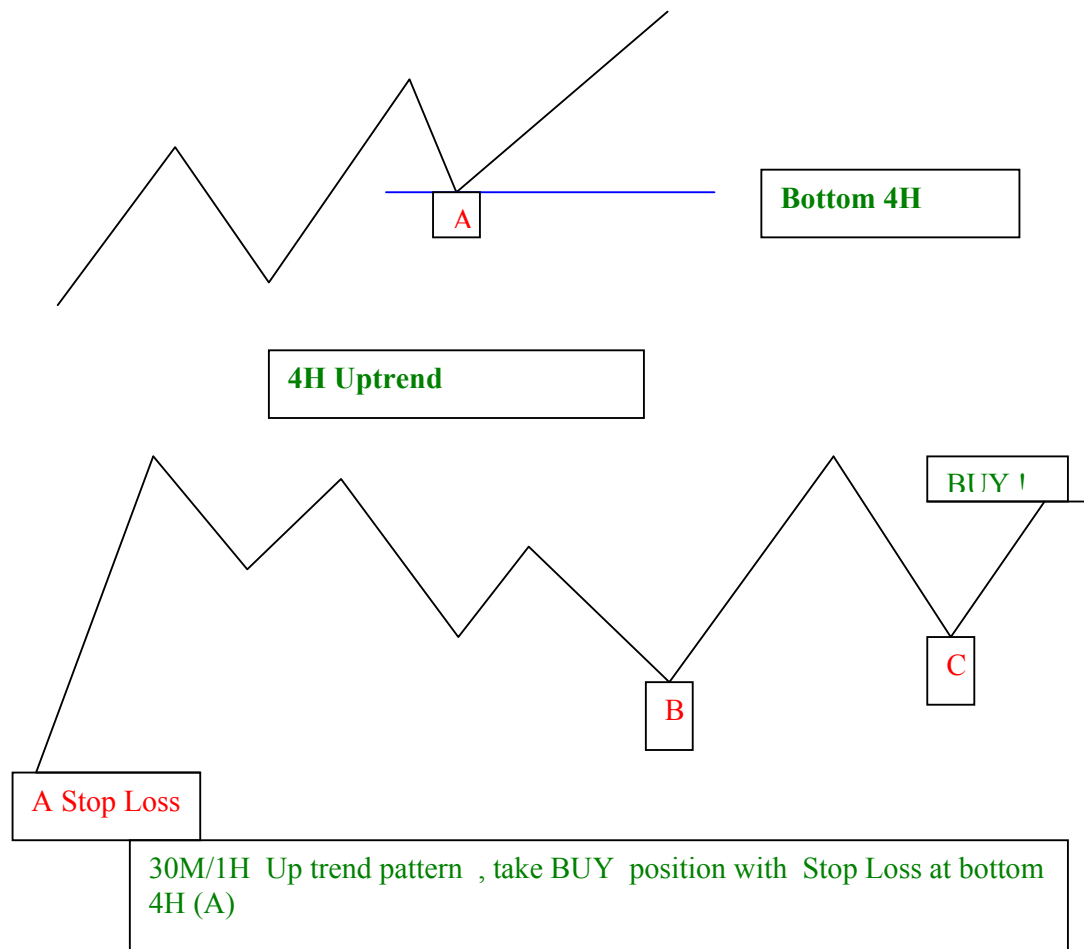 A
Bottom 4H
4H Uptrend
BUY !
C
B
A Stop Loss
30M/1H Up trend pattern , take BUY position with Stop Loss at bottom
4H (A)